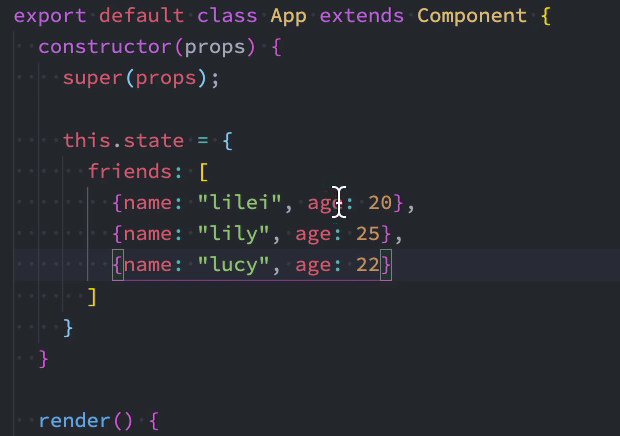 export default class App extends Component {
  constructor(props) {
    super(props);
    this.state = {
      friends: [
        {name: "lilei", age: 20},
        {name: "lily", age: 25},
        {name: "lucy", age: 22}
      ]
    }
  }
  render() {